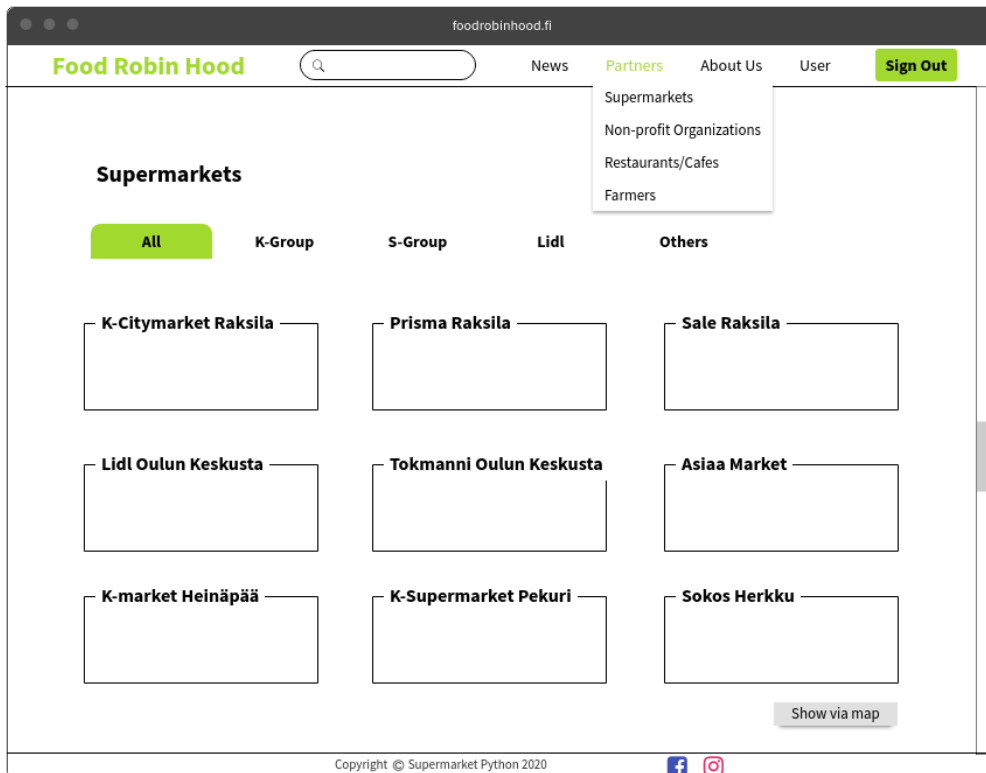 foodrobinhood.fi
Food Robin Hood
News Partners About Us User Sign Out
Supermarkets
Non-profit Organizations
Restaurants/Cafes
Farmers
Supermarkets
All K-Group S-Group Lidl Others
K-Citymarket Raksila Prisma Raksila Sale Raksila
Lidl Oulun Keskusta Tokmanni Oulun Keskusta Asiaa Market
K-market Heinäpää K-Supermarket Pekuri Sokos Herkku
Show via map
Copyright © Supermarket Python 2020